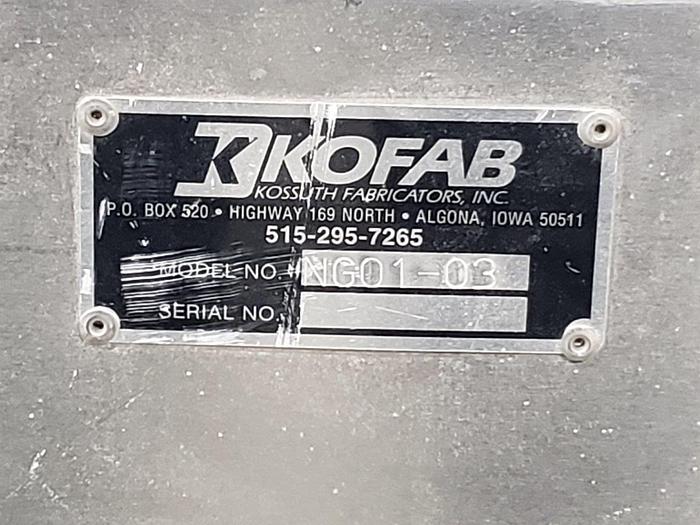 KOFAB
KOSSUTH FABRICATORS, INC.
P.O. BOX 520 • HIGHWAY 169 NORTH • ALGONA, IOWA 50511
515-295-7265
MODEL NO. NG01-03
SERIAL NO.